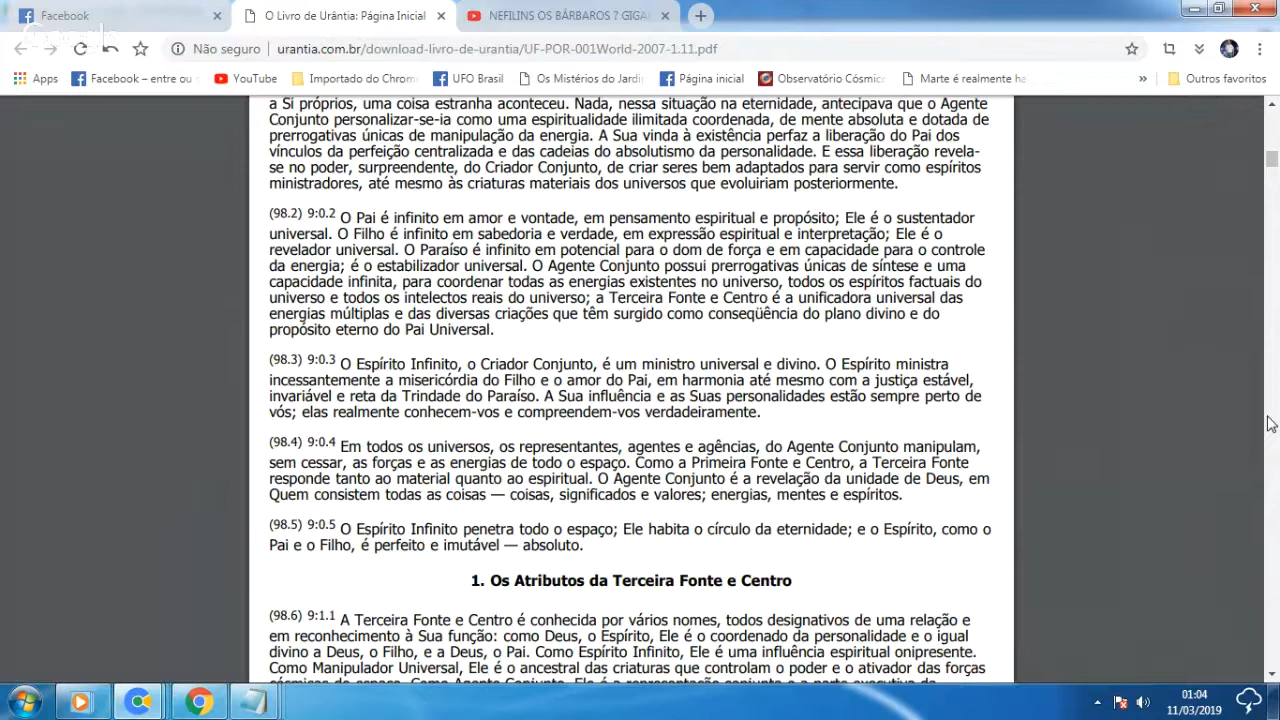 Facebook
O Livro de Urântia: Página Inicial
NEFILINS OS BÁRBAROS ? GIGA
Não seguro
urantia.com.br/download-livro-de-urantia/UF-POR-001World-2007-1.11.pdf
Apps
Facebook – entre ou
YouTube
Importado do Chrom
UFO Brasil
Os Mistérios do Jardi
Página Inicial
Observatório Cósmic
Marte é realmente ha
»
Outros favoritos
a Si próprios, uma coisa estranha aconteceu. Nada, nessa situação na eternidade, antecipava que o Agente
Conjunto personalizar-se-ia como uma espiritualidade ilimitada coordenada, de mente absoluta e dotada de
prerrogativas únicas de manipulação da energia. A Sua vinda à existência perfaz a liberação do Pai dos
vínculos da perfeição centralizada e das cadeias do absolutismo da personalidade. E essa liberação revela-
se no poder, surpreendente, do Criador Conjunto, de criar seres bem adaptados para servir como espíritos
ministradores, até mesmo às criaturas materiais dos universos que evoluiriam posteriormente.
(98.2) 9:0.2 O Pai é infinito em amor e vontade, em pensamento espiritual e propósito; Ele é o sustentador
universal. O Filho é infinito em sabedoria e verdade, em expressão espiritual e interpretação; Ele é o
revelador universal. O Paraíso é infinito em potencial para o dom de força e em capacidade para o controle
da energia; é o estabilizador universal. O Agente Conjunto possui prerrogativas únicas de síntese e uma
capacidade infinita, para coordenar todas as energias existentes no universo, todos os espíritos factuais do
universo e todos os intelectos reais do universo; a Terceira Fonte e Centro é a unificadora universal das
energias múltiplas e das diversas criações que têm surgido como conseqüência do plano divino e do
propósito eterno do Pai Universal.
(98.3) 9:0.3 O Espírito Infinito, o Criador Conjunto, é um ministro universal e divino. O Espírito ministra
incessantemente a misericórdia do Filho e o amor do Pai, em harmonia até mesmo com a justiça estável,
invariável e reta da Trindade do Paraíso. A Sua influência e as Suas personalidades estão sempre perto de
vós; elas realmente conhecem-vos e compreendem-vos verdadeiramente.
(98.4) 9:0.4 Em todos os universos, os representantes, agentes e agências, do Agente Conjunto manipulam,
sem cessar, as forças e as energias de todo o espaço. Como a Primeira Fonte e Centro, a Terceira Fonte
responde tanto ao material quanto ao espiritual. O Agente Conjunto é a revelação da unidade de Deus, em
Quem consistem todas as coisas — coisas, significados e valores; energias, mentes e espíritos.
(98.5) 9:0.5 O Espírito Infinito penetra todo o espaço; Ele habita o círculo da eternidade; e o Espírito, como o
Pai e o Filho, é perfeito e imutável — absoluto.
1. Os Atributos da Terceira Fonte e Centro
(98.6) 9:1.1 A Terceira Fonte e Centro é conhecida por vários nomes, todos designativos de uma relação e
em reconhecimento à Sua função: como Deus, o Espírito, Ele é o coordenado da personalidade e o igual
divino a Deus, o Filho, e a Deus, o Pai. Como Espírito Infinito, Ele é uma influência espiritual onipresente.
Como Manipulador Universal, Ele é o ancestral das criaturas que controlam o poder e o ativador das forças
01:04
11/03/2019